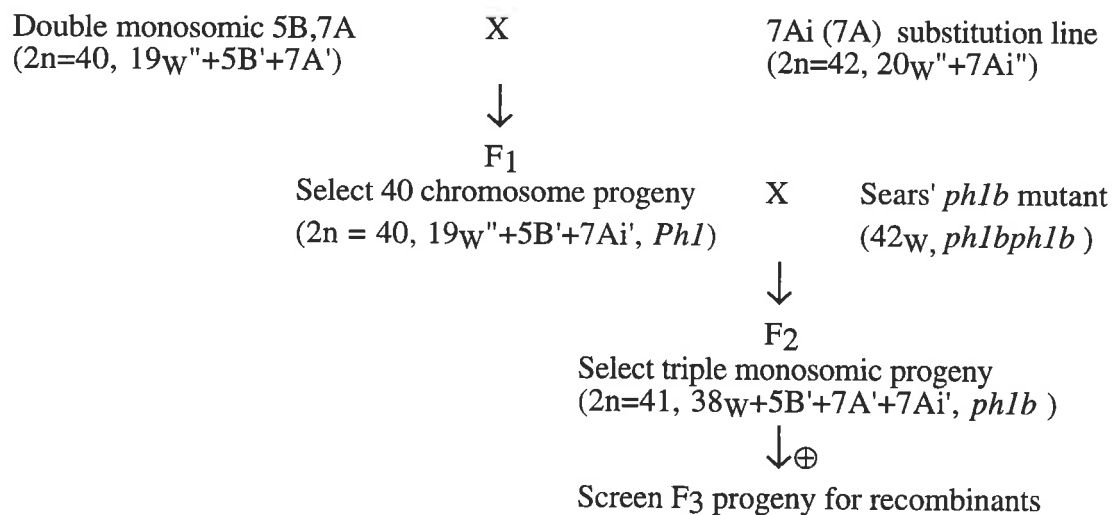 Double monosomic 5B,7A X 7Ai (7A) substitution line
(2n=40, 19w"+5B'+7A') (2n=42, 20w"+7Ai")
↓
F1
Select 40 chromosome progeny X Sears' ph1b mutant
(2n = 40, 19w"+5B'+7Ai', Ph1) (42w, ph1bph1b )
↓
F2
Select triple monosomic progeny
(2n=41, 38w+5B'+7A'+7Ai', ph1b )
↓⊕
Screen F3 progeny for recombinants